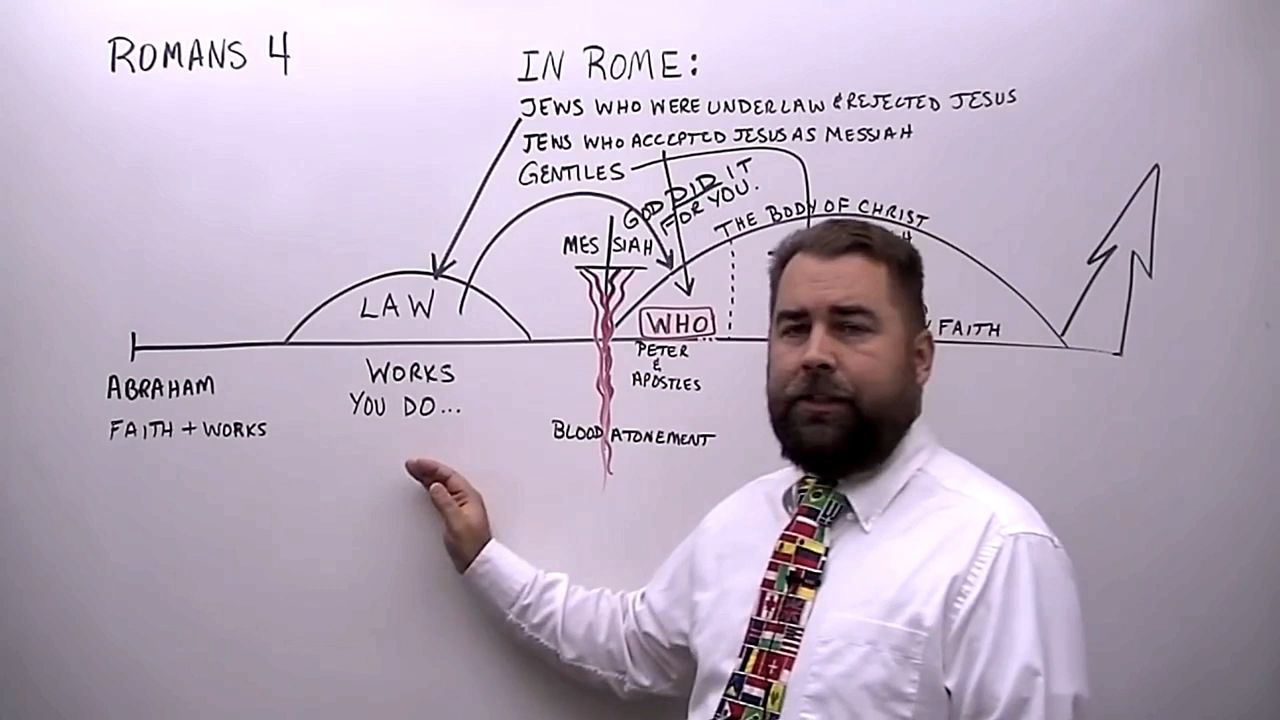 ROMANS 4
IN ROME:
JEWS WHO WERE UNDER LAW & REJECTED JESUS
JEWS WHO ACCEPTED JESUS AS MESSIAH
GENTILES
GOD DID IT
FOR YOU.
THE BODY OF CHRIST
MESSIAH
LAW
WHO
FAITH
PETER
&
APOSTLES
ABRAHAM
FAITH + WORKS
WORKS
YOU DO...
BLOOD ATONEMENT